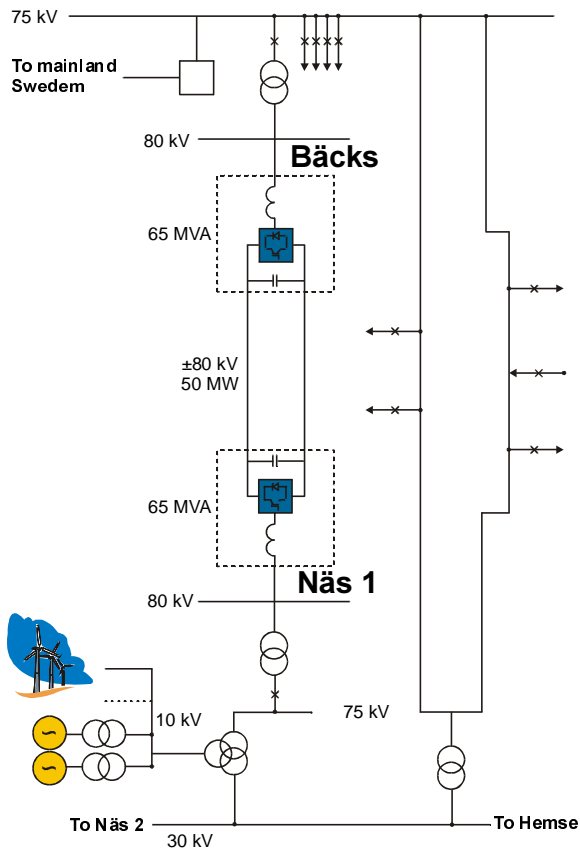 75 kV
To mainland
Swedem
80 kV
Bäcks
65 MVA
±80 kV
50 MW
65 MVA
Näs 1
80 kV
10 kV
75 kV
~
~
To Näs 2
To Hemse
30 kV